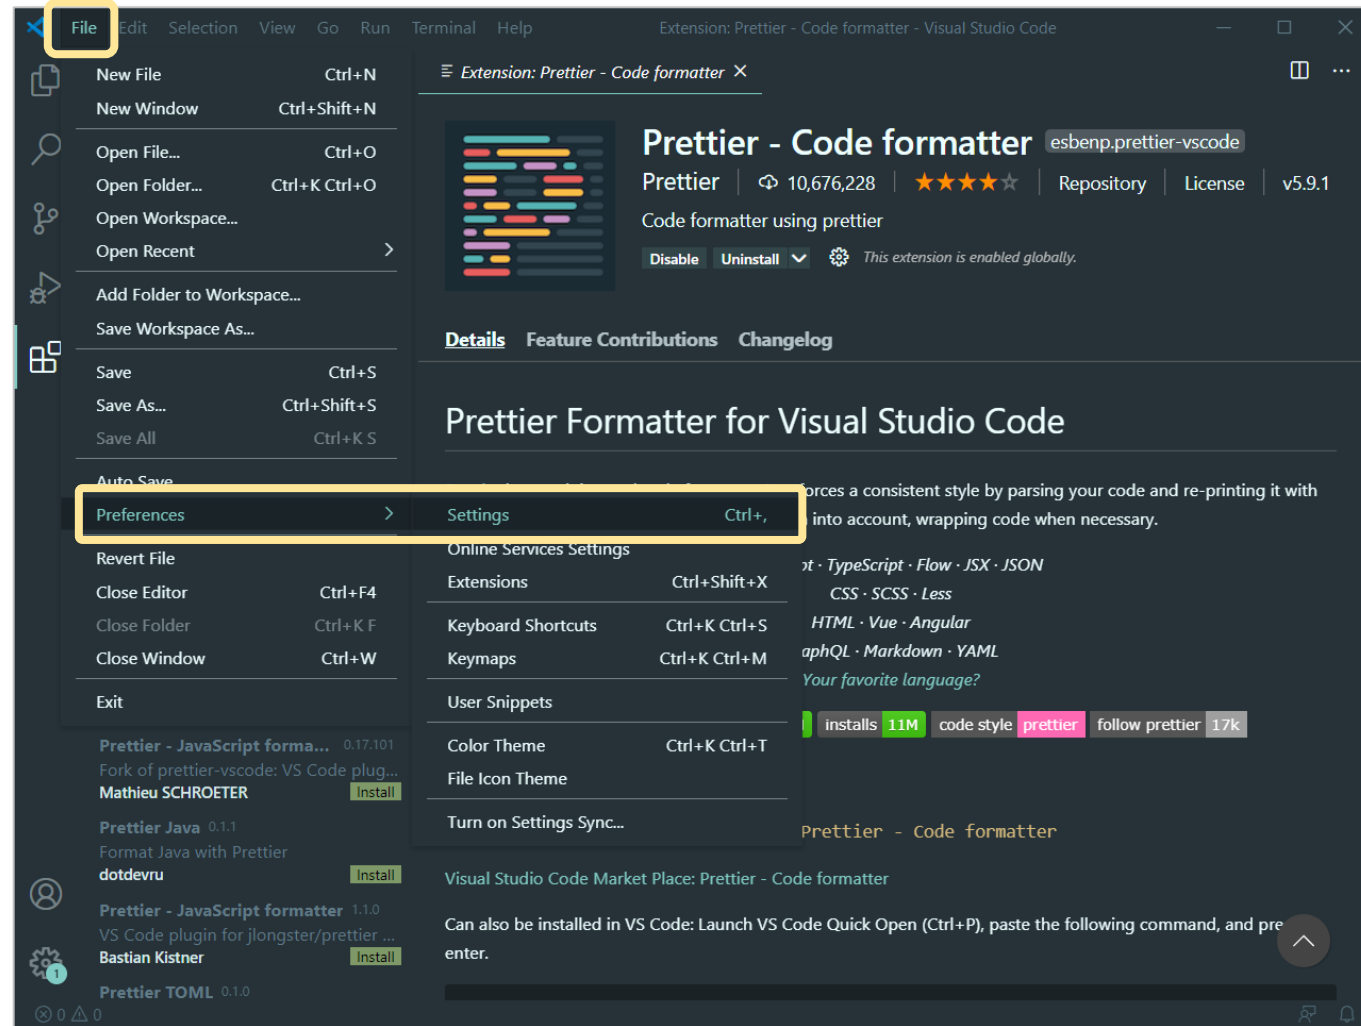 File Edit Selection View Go Run Terminal Help Extension: Prettier - Code formatter - Visual Studio Code
New File Ctrl+N
New Window Ctrl+Shift+N
Open File... Ctrl+O
Open Folder... Ctrl+K Ctrl+O
Open Workspace...
Open Recent
Add Folder to Workspace...
Save Workspace As...
Save Ctrl+S
Save As... Ctrl+Shift+S
Save All Ctrl+K S
Auto Save
Preferences
Revert File
Close Editor Ctrl+F4
Close Folder Ctrl+K F
Close Window Ctrl+W
Exit
Settings Ctrl+,
Online Services Settings
Extensions Ctrl+Shift+X
Keyboard Shortcuts Ctrl+K Ctrl+S
Keymaps Ctrl+K Ctrl+M
User Snippets
Color Theme Ctrl+K Ctrl+T
File Icon Theme
Turn on Settings Sync...
Extension: Prettier - Code formatter
Prettier - Code formatter esbenp.prettier-vscode
Prettier 10,676,228 Repository License v5.9.1
Code formatter using prettier
Disable Uninstall This extension is enabled globally.
Details Feature Contributions Changelog
Prettier Formatter for Visual Studio Code
a consistent style by parsing your code and re-printing it with
into account, wrapping code when necessary.
· TypeScript · Flow · JSX · JSON
CSS · SCSS · Less
HTML · Vue · Angular
· Markdown · YAML
Your favorite language?
installs 11M code style prettier follow prettier 17k
Prettier - Code formatter
Visual Studio Code Market Place: Prettier - Code formatter
Can also be installed in VS Code: Launch VS Code Quick Open (Ctrl+P), paste the following command, and
enter.
Prettier - JavaScript forma... 0.17.101
Fork of prettier-vscode: VS Code plug...
Mathieu SCHROETER Install
Prettier Java 0.1.1
Format Java with Prettier
dotdevru Install
Prettier - JavaScript formatter 1.1.0
VS Code plugin for jlongster/prettier ...
Bastian Kistner Install
Prettier TOML 0.1.0
1
0 0